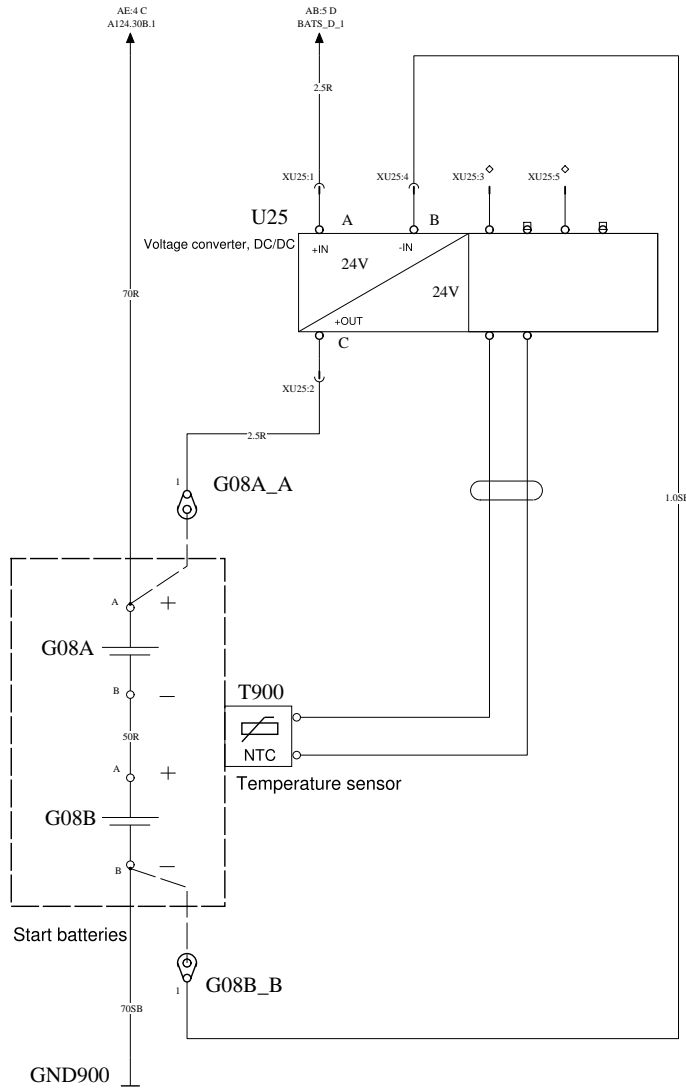 AE:4 C
A124.30B.1
AB:5 D
BATS_D_1
2.5R
XU25:1
XU25:4
XU25:3
XU25:5
U25
A
B
Voltage converter, DC/DC
+IN
-IN
24V
24V
70R
+OUT
C
XU25:2
2.5R
1
G08A_A
1.0SB
A
+
G08A
B
−
T900
50R
NTC
A
+
Temperature sensor
G08B
B
−
Start batteries
G08B_B
1
70SB
GND900